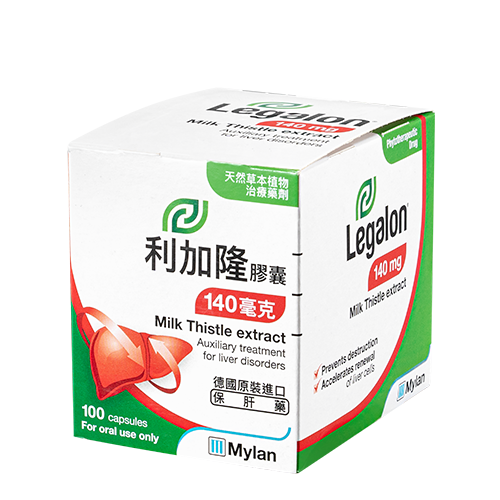 Legalon®
140 mg
Milk Thistle extract
Auxiliary treatment
for liver disorders
天然草本植物
治療藥劑
利加隆膠囊
140毫克
Milk Thistle extract
Auxiliary treatment
for liver disorders
德國原裝進口
保肝藥
100 capsules
For oral use only
Mylan
Phytotherapeutic
Drug
Legalon®
140 mg
Milk Thistle extract
Prevents destruction
Accelerates renewal
of liver cells
Mylan